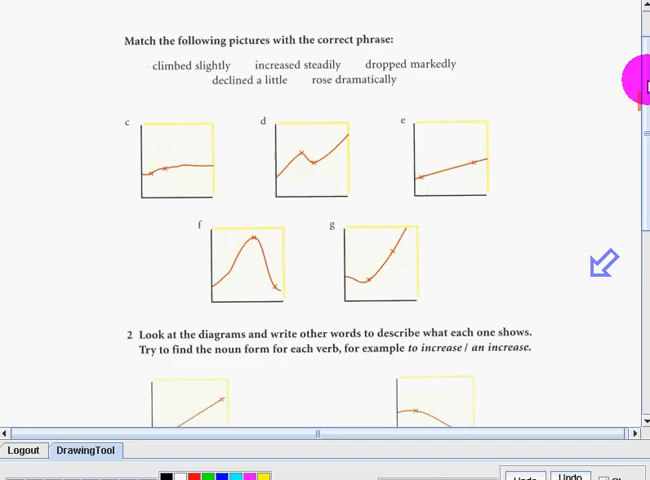 Match the following pictures with the correct phrase:
climbed slightly increased steadily dropped markedly
declined a little rose dramatically
c d e
f g
2 Look at the diagrams and write other words to describe what each one shows.
Try to find the noun form for each verb, for example to increase / an increase.
Logout DrawingTool
Undo Undo